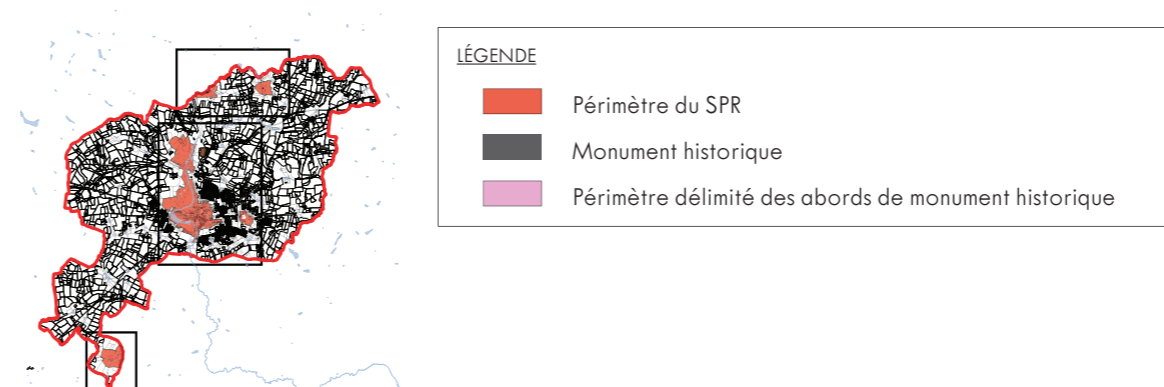 LÉGENDE
Périmètre du SPR
Monument historique
Périmètre délimité des abords de monument historique